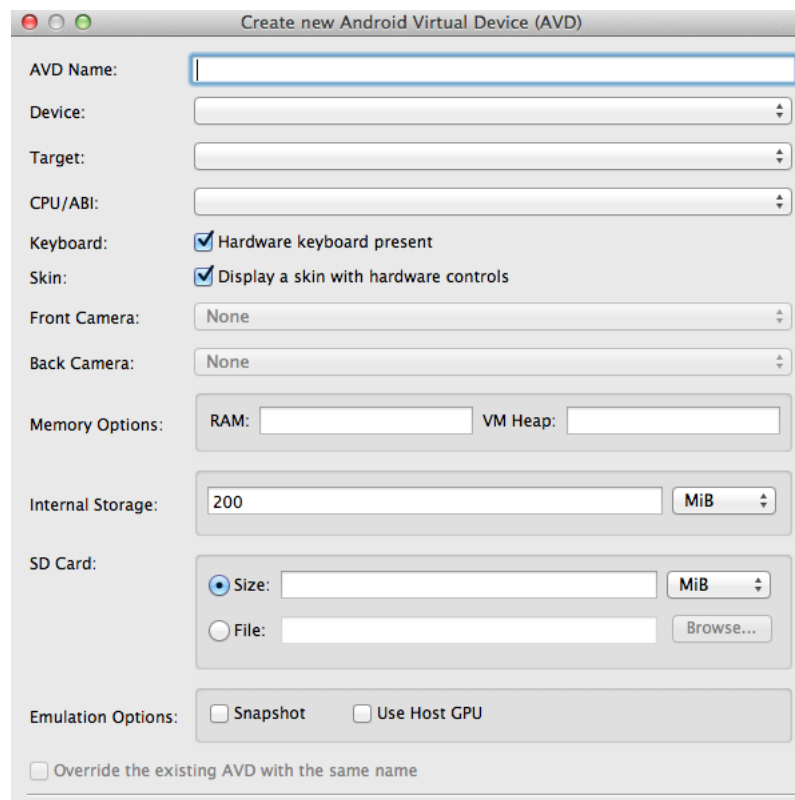 Create new Android Virtual Device (AVD)
AVD Name:
Device:
Target:
CPU/ABI:
Keyboard: Hardware keyboard present
Skin: Display a skin with hardware controls
Front Camera: None
Back Camera: None
Memory Options: RAM: VM Heap:
Internal Storage: 200 MiB
SD Card:
Size: MiB
File: Browse...
Emulation Options: Snapshot Use Host GPU
Override the existing AVD with the same name